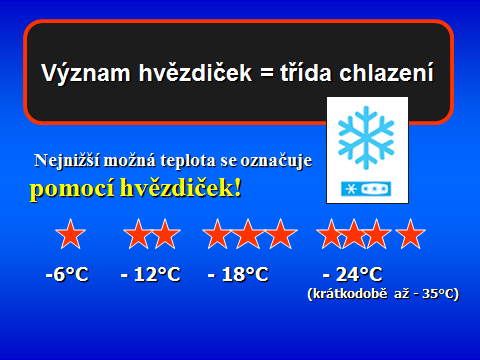 Význam hvězdiček = třída chlazení
Nejnižší možná teplota se označuje
pomocí hvězdiček!
-6°C - 12°C - 18°C - 24°C
(krátkodobě až - 35°C)